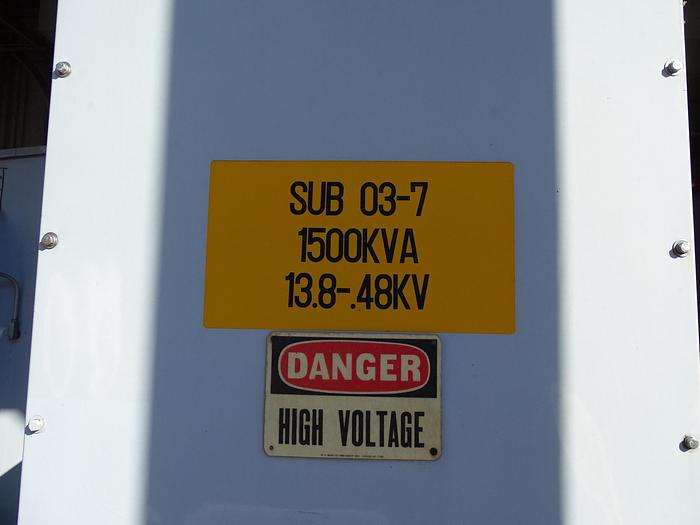 SUB 03-7
1500KVA
13.8-.48KV
DANGER
HIGH VOLTAGE